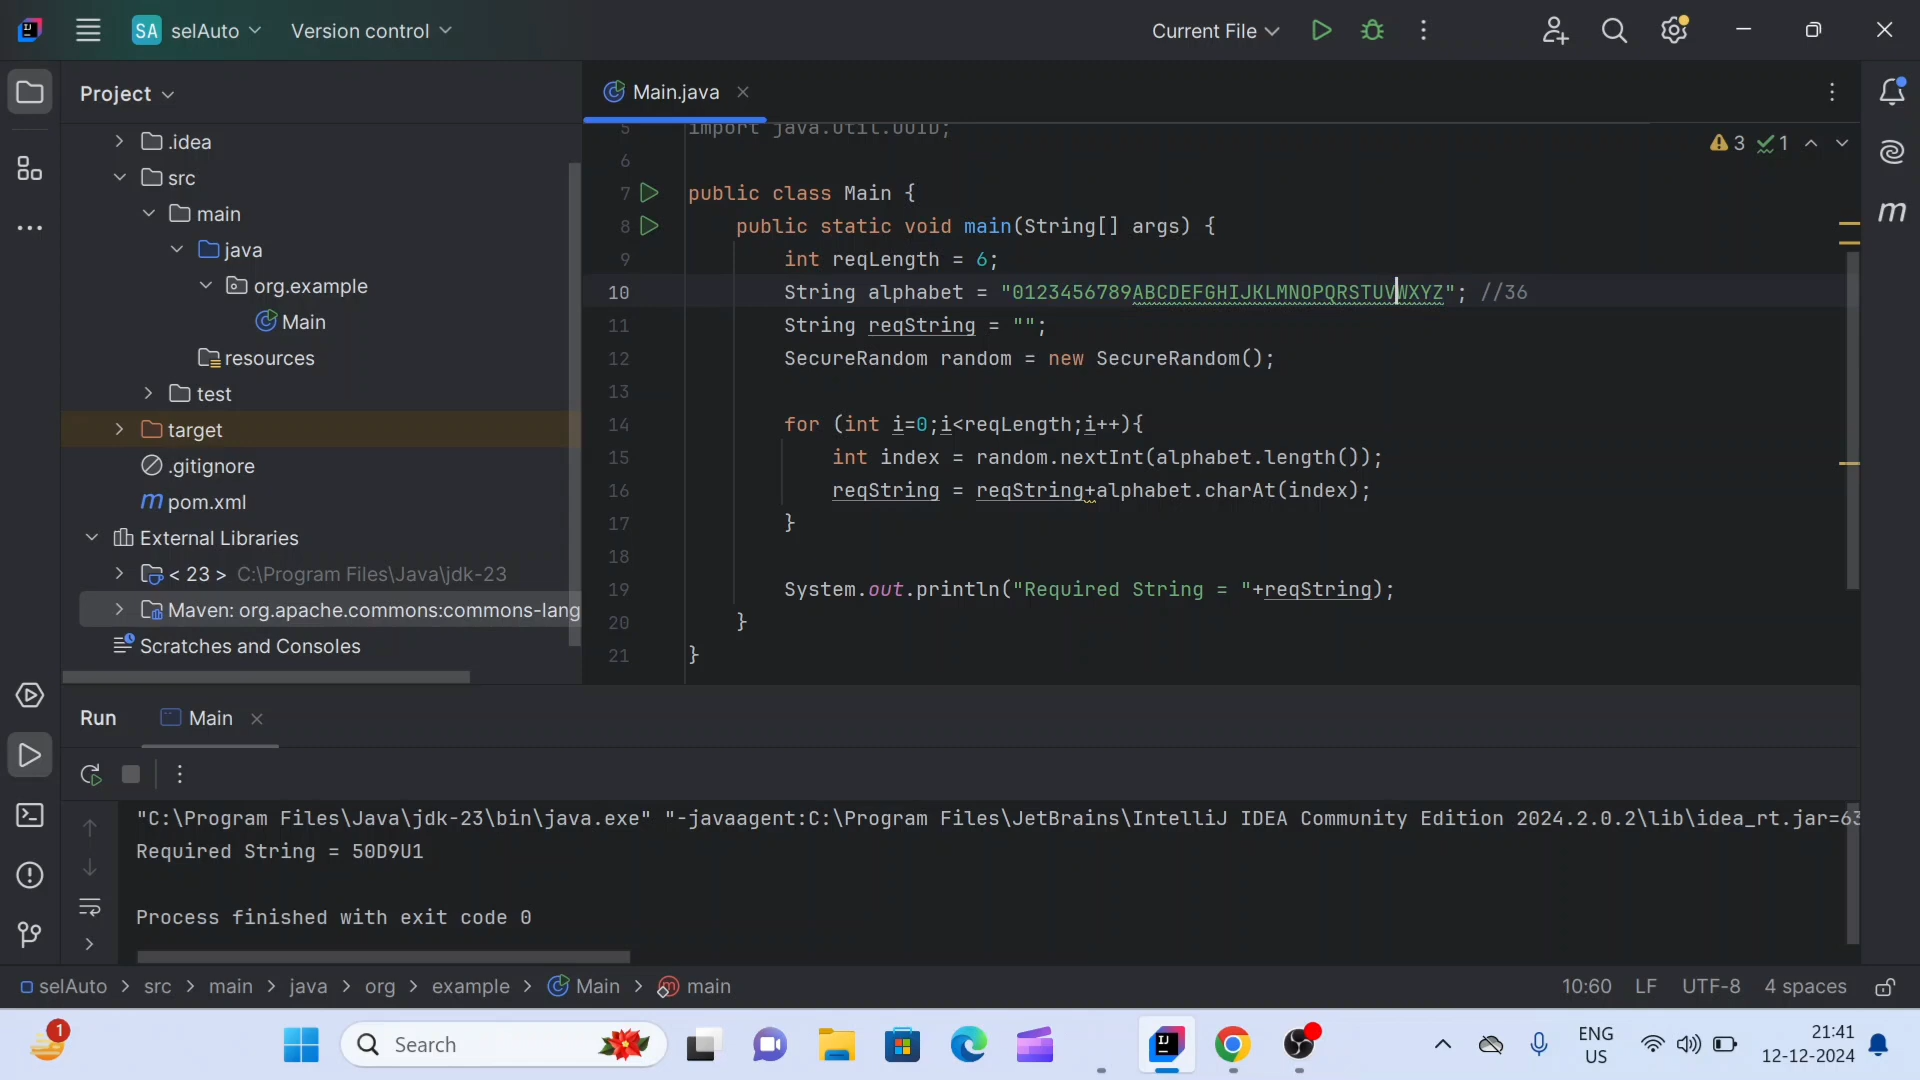 SA selAuto Version control Current File
Project
Main.java
.idea
src
main
java
org.example
Main
resources
test
target
.gitignore
pom.xml
External Libraries
< 23 > C:\Program Files\Java\jdk-23
Maven: org.apache.commons:commons-lang
Scratches and Consoles
3 1
5 import java.util.UUID;
6
7 public class Main {
8 public static void main(String[] args) {
9 int reqLength = 6;
10 String alphabet = "0123456789ABCDEFGHIJKLMNOPQRSTUVWXYZ"; //36
11 String reqString = "";
12 SecureRandom random = new SecureRandom();
13
14 for (int i=0;i<reqLength;i++){
15 int index = random.nextInt(alphabet.length());
16 reqString = reqString+alphabet.charAt(index);
17 }
18
19 System.out.println("Required String = "+reqString);
20 }
21 }
Run Main
"C:\Program Files\Java\jdk-23\bin\java.exe" "-javaagent:C:\Program Files\JetBrains\IntelliJ IDEA Community Edition 2024.2.0.2\lib\idea_rt.jar=63
Required String = 50D9U1
Process finished with exit code 0
selAuto > src > main > java > org > example > Main > main 10:60 LF UTF-8 4 spaces
1
Search
ENG
US
21:41
12-12-2024